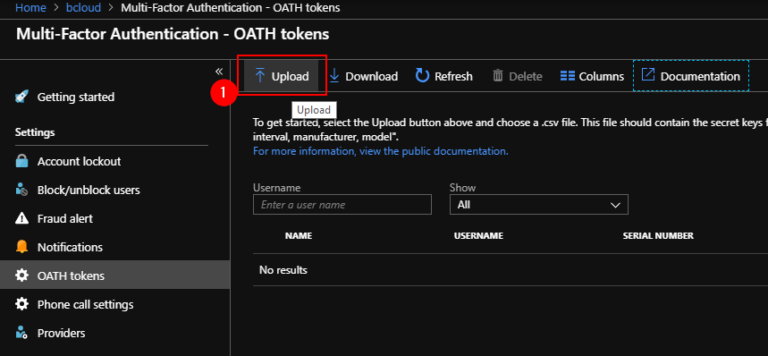 Home > bcloud > Multi-Factor Authentication - OATH tokens
Multi-Factor Authentication - OATH tokens
«
Upload
Download
Refresh
Delete
Columns
Documentation
1
Upload
Getting started
Settings
Account lockout
Block/unblock users
Fraud alert
Notifications
OATH tokens
Phone call settings
Providers
To get started, select the Upload button above and choose a .csv file. This file should contain the secret keys f
interval, manufacturer, model".
For more information, view the public documentation.
Username
Show
Enter a user name
All
NAME
USERNAME
SERIAL NUMBER
No results